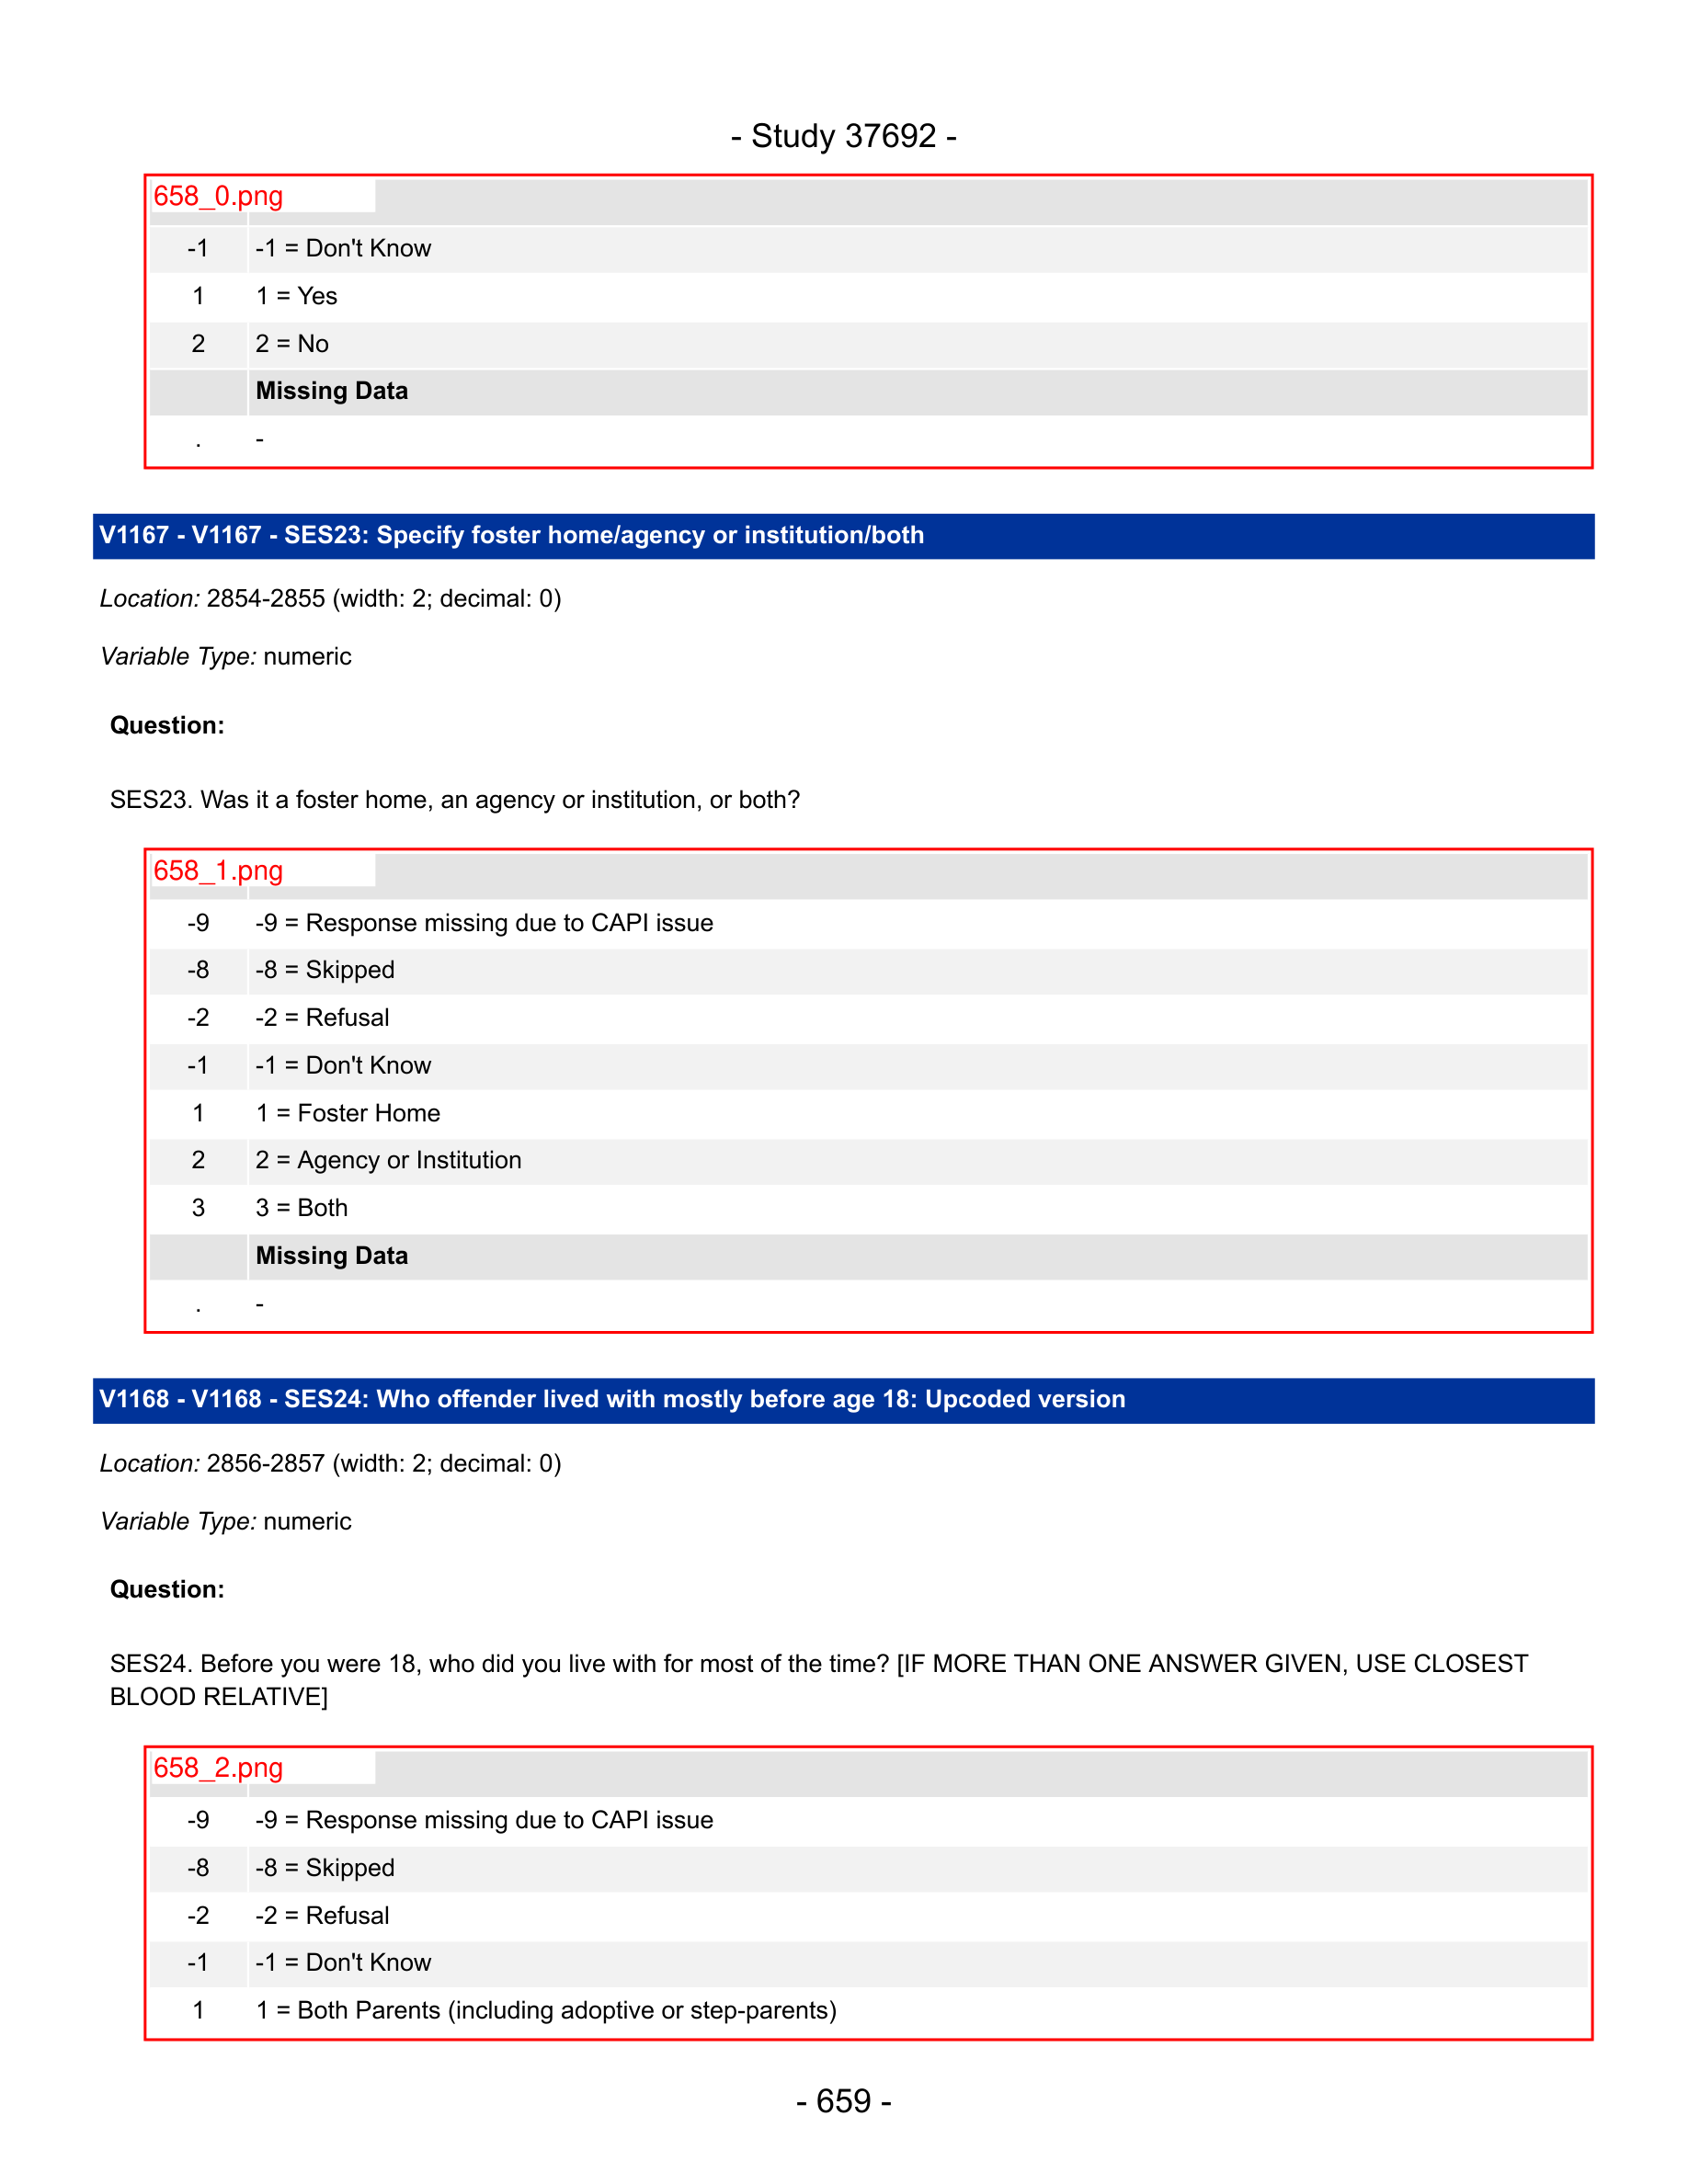 - Study 37692 -
658_0.png
-1 -1 = Don't Know
1 1 = Yes
2 2 = No
Missing Data
. -
V1167 - V1167 - SES23: Specify foster home/agency or institution/both
Location: 2854-2855 (width: 2; decimal: 0)
Variable Type: numeric
Question:
SES23. Was it a foster home, an agency or institution, or both?
658_1.png
-9 -9 = Response missing due to CAPI issue
-8 -8 = Skipped
-2 -2 = Refusal
-1 -1 = Don't Know
1 1 = Foster Home
2 2 = Agency or Institution
3 3 = Both
Missing Data
. -
V1168 - V1168 - SES24: Who offender lived with mostly before age 18: Upcoded version
Location: 2856-2857 (width: 2; decimal: 0)
Variable Type: numeric
Question:
SES24. Before you were 18, who did you live with for most of the time? [IF MORE THAN ONE ANSWER GIVEN, USE CLOSEST
BLOOD RELATIVE]
658_2.png
-9 -9 = Response missing due to CAPI issue
-8 -8 = Skipped
-2 -2 = Refusal
-1 -1 = Don't Know
1 1 = Both Parents (including adoptive or step-parents)
- 659 -